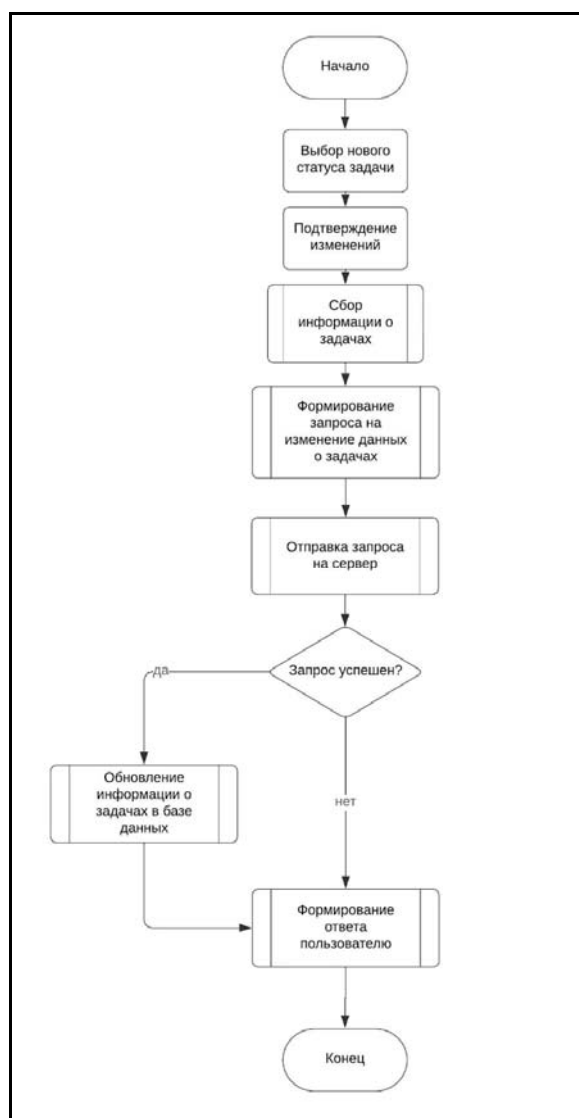 Начало
Выбор нового
статуса задачи
Подтверждение
изменений
Сбор
информации о
задачах
Формирование
запроса на
изменение данных
о задачах
Отправка запроса
на сервер
Запрос успешен?
да
Обновление
информации о
задачах в базе
данных
нет
Формирование
ответа
пользователю
Конец